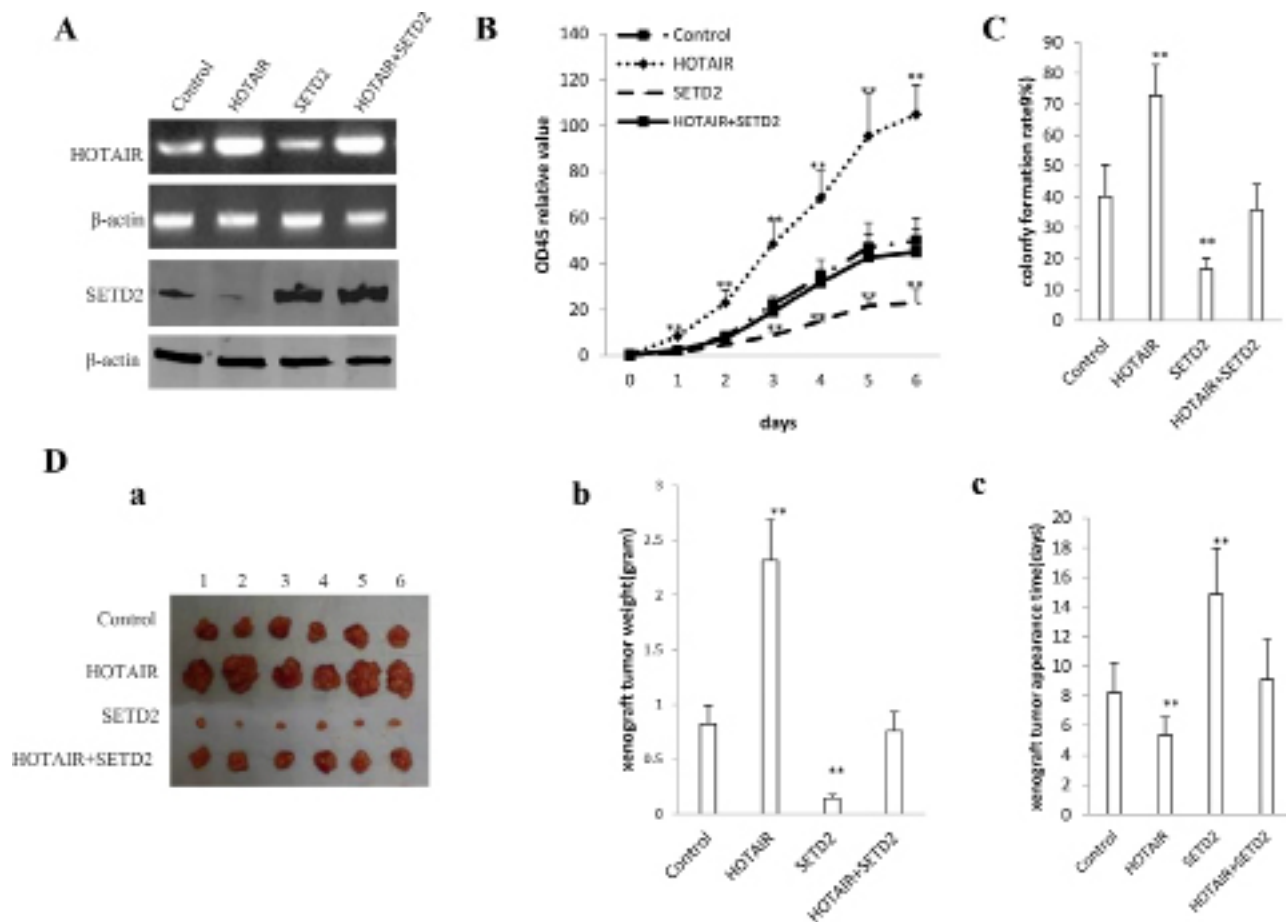 A
Control
HOTAIR
SETD2
HOTAIR+SETD2
HOTAIR
β-actin
SETD2
β-actin
B
OD45 relative value
140
120
100
80
60
40
20
0
Control
HOTAIR
SETD2
HOTAIR+SETD2
**
**
**
**
**
**
**
**
**
**
0 1 2 3 4 5 6
days
C
colonfy formation rate9%)
90
80
70
60
50
40
30
20
10
0
**
**
Control
HOTAIR
SETD2
HOTAIR+SETD2
D
a
1 2 3 4 5 6
Control
HOTAIR
SETD2
HOTAIR+SETD2
b
xenograft tumor weight(gram)
3
2.5
2
1.5
1
0.5
0
**
**
Control
HOTAIR
SETD2
HOTAIR+SETD2
c
xenograft tumor appearance time(days)
20
18
16
14
12
10
8
6
4
2
0
**
**
Control
HOTAIR
SETD2
HOTAIR+SETD2